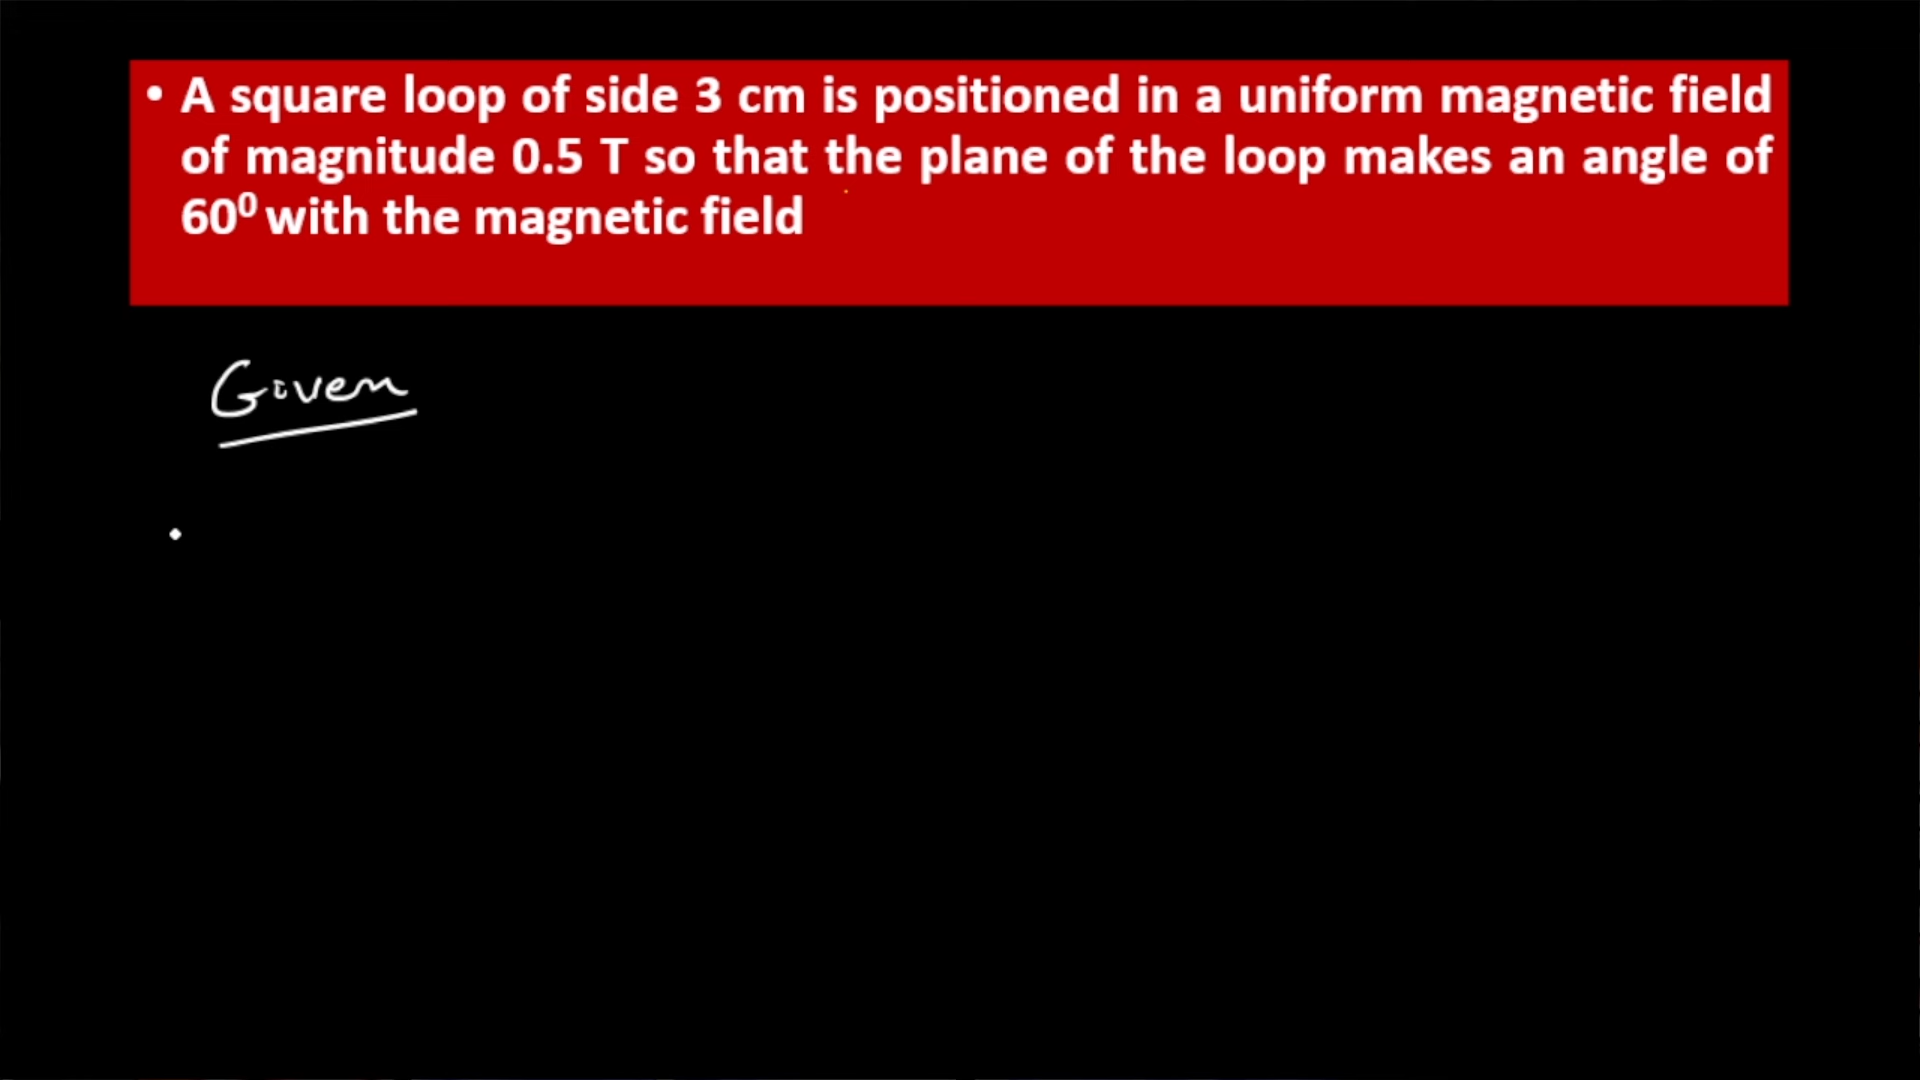 • A square loop of side 3 cm is positioned in a uniform magnetic field
of magnitude 0.5 T so that the plane of the loop makes an angle of
60⁰ with the magnetic field
Given